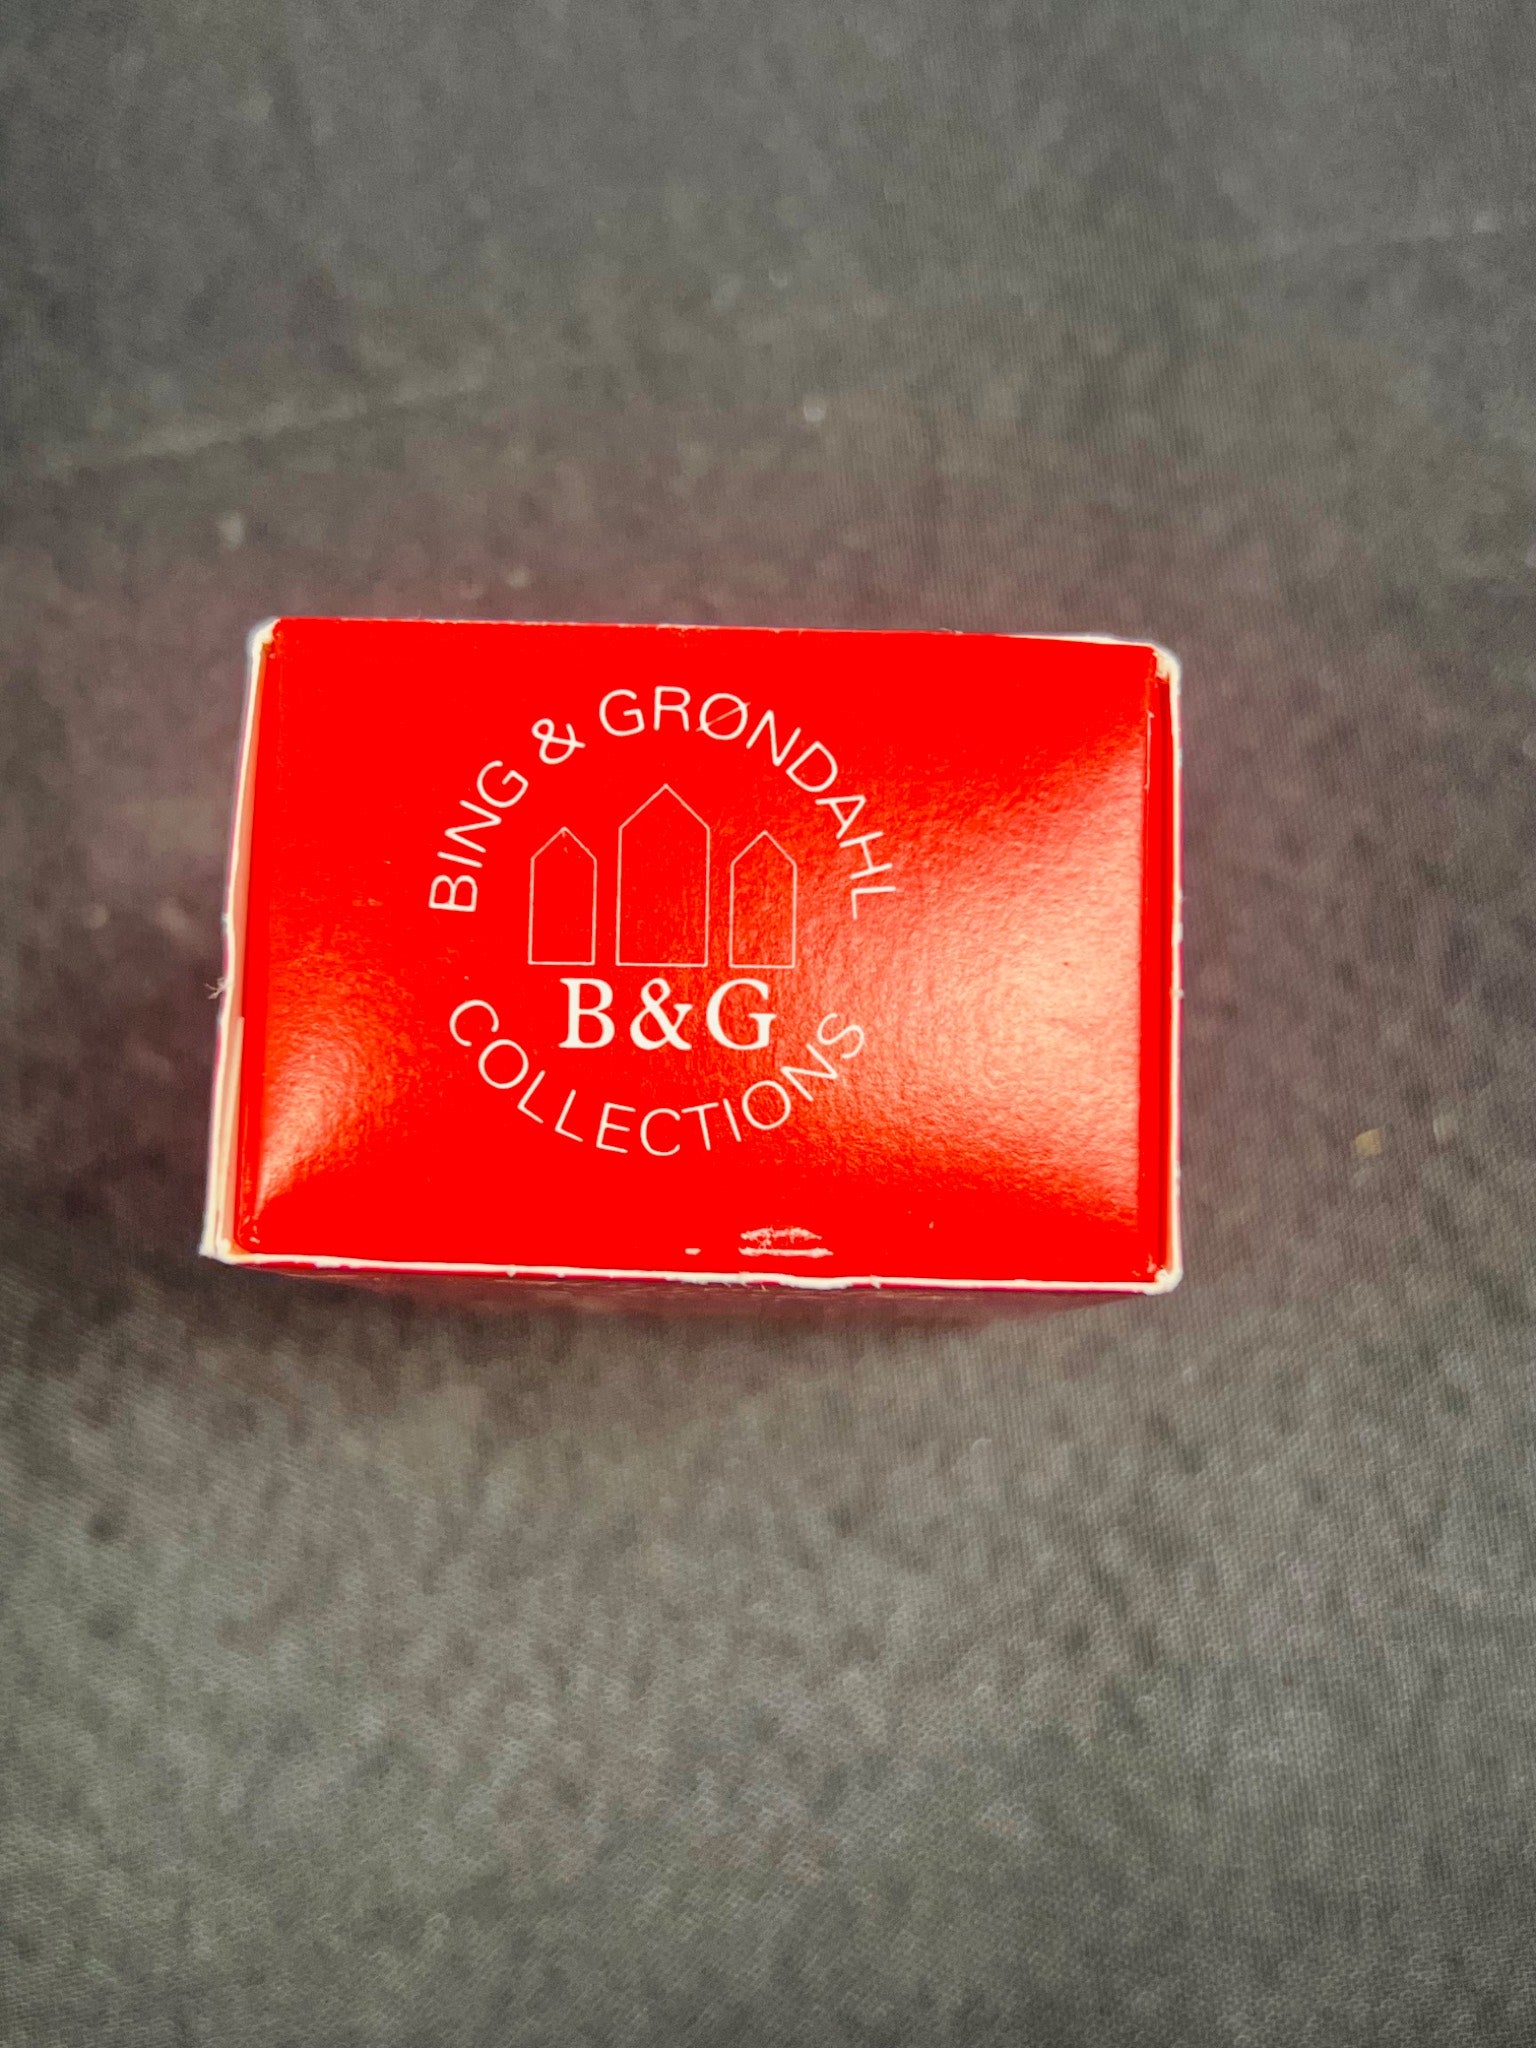 BING & GRØNDAHL
B&G
COLLECTIONS